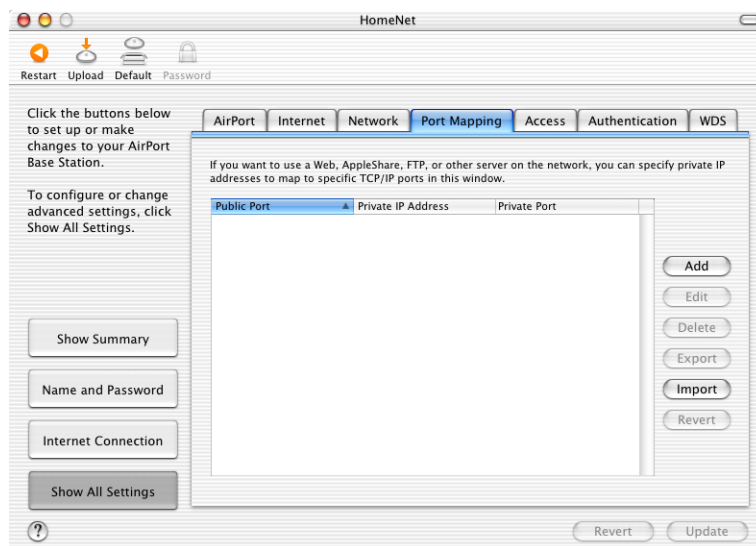 HomeNet
Restart Upload Default Password
Click the buttons below
to set up or make
changes to your AirPort
Base Station.
To configure or change
advanced settings, click
Show All Settings.
Show Summary
Name and Password
Internet Connection
Show All Settings
?
AirPort Internet Network Port Mapping Access Authentication WDS
If you want to use a Web, AppleShare, FTP, or other server on the network, you can specify private IP
addresses to map to specific TCP/IP ports in this window.
Public Port Private IP Address Private Port
Add
Edit
Delete
Export
Import
Revert
Revert Update